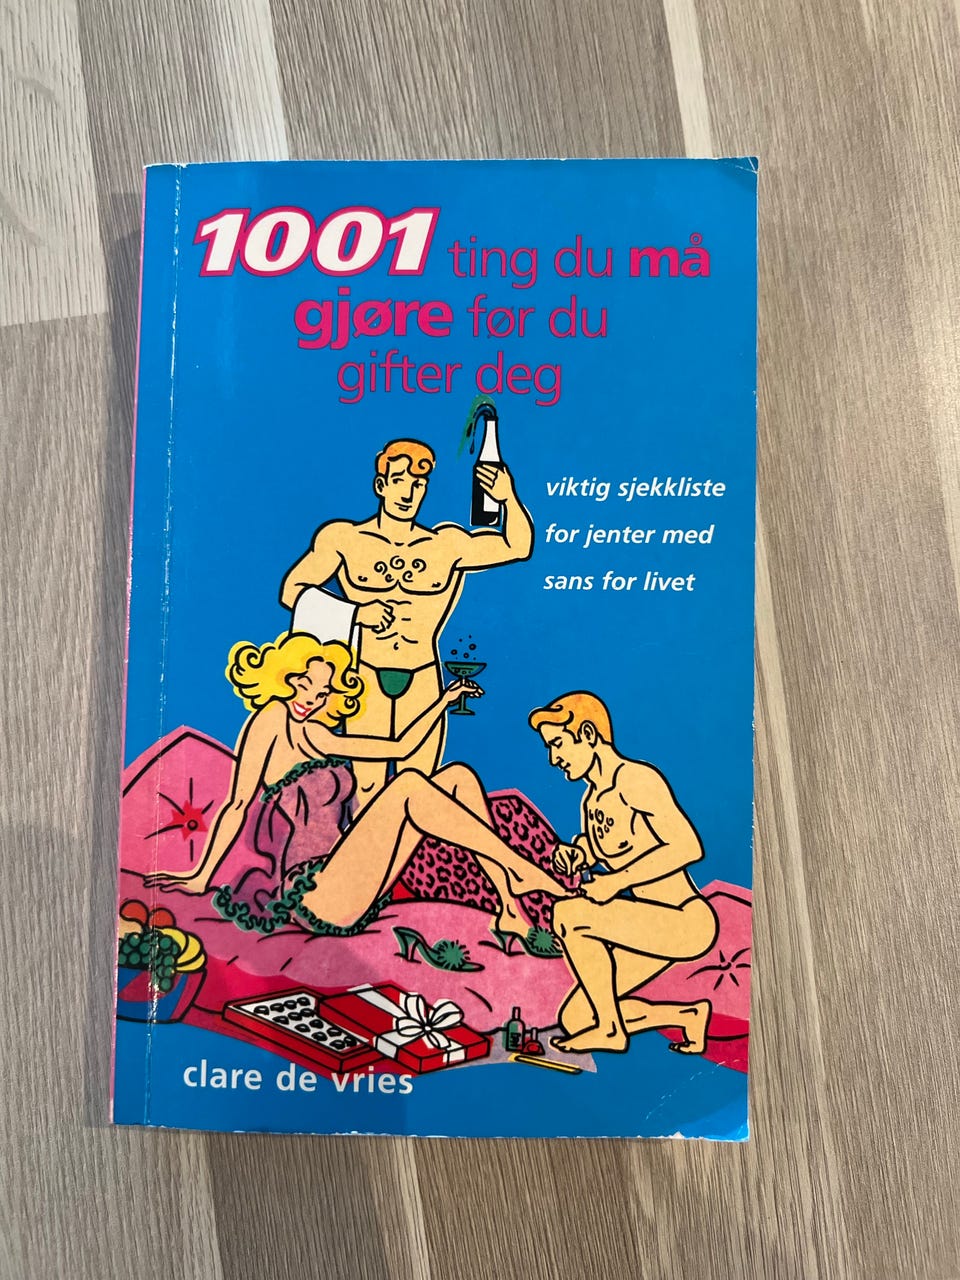 1001 ting du må
gjøre før du
gifter deg
viktig sjekkliste
for jenter med
sans for livet
clare de vries